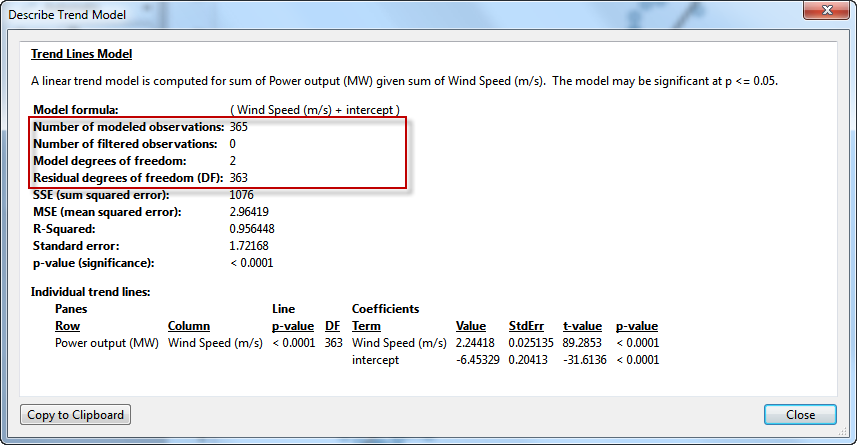 Describe Trend Model
Trend Lines Model
A linear trend model is computed for sum of Power output (MW) given sum of Wind Speed (m/s). The model may be significant at p <= 0.05.
Model formula: ( Wind Speed (m/s) + intercept )
Number of modeled observations: 365
Number of filtered observations: 0
Model degrees of freedom: 2
Residual degrees of freedom (DF): 363
SSE (sum squared error): 1076
MSE (mean squared error): 2.96419
R-Squared: 0.956448
Standard error: 1.72168
p-value (significance): < 0.0001
Individual trend lines:
Panes Line Coefficients
Row Column p-value DF Term Value StdErr t-value p-value
Power output (MW) Wind Speed (m/s) < 0.0001 363 Wind Speed (m/s) 2.24418 0.025135 89.2853 < 0.0001
intercept -6.45329 0.20413 -31.6136 < 0.0001
Copy to Clipboard Close